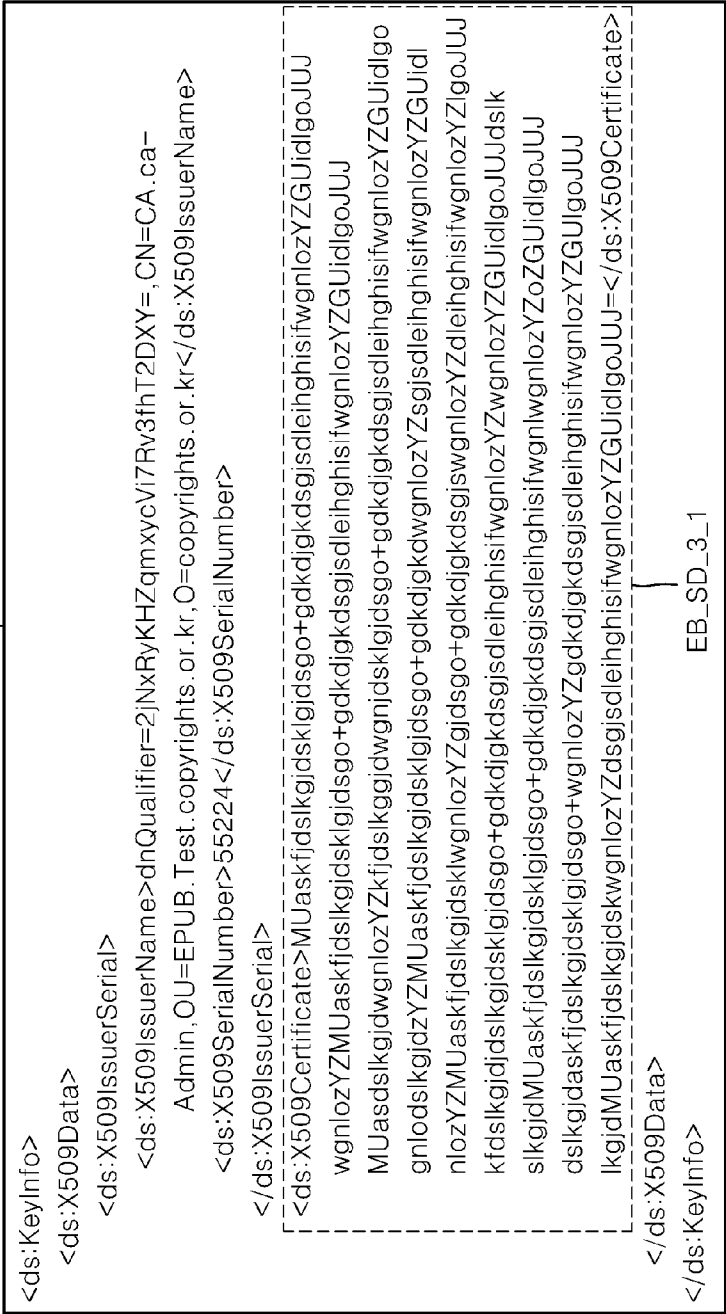 <ds:KeyInfo>
<ds:X509Data>
<ds:X509IssuerSerial>
<ds:X509IssuerName>dnQualifier=2jNxRyKHZqmxycVi7Rv3fhT2DXY=,CN=CA.ca-
Admin,OU=EPUB.Test.copyrights.or.kr,O=copyrights.or.kr</ds:X509IssuerName>
<ds:X509SerialNumber>55224</ds:X509SerialNumber>
</ds:X509IssuerSerial>
<ds:X509Certificate>MUaskfjdslkgjdsklgjdsgo+gdkdjgkdsgjsdleihghisifwgnlozYZGUidlgoJUJ
wgnlozYZMUaskfjdslkgjdsklgjdsgo+gdkdjgkdsgjsdleihghisifwgnlozYZGUidlgoJUJ
MUasdslkgjdwgnlozYZkfjdslkggjdwgnjdsklgjdsgo+gdkdjgkdsgjsdleihghisifwgnlozYZGUidlgo
gnlodslkgjdzYZMUaskfjdslkgjdsklgjdsgo+gdkdjgkdwgnlozYZsgjsdleihghisifwgnlozYZGUidl
nlozYZMUaskfjdslkgjdsklwgnlozYZgjdsgo+gdkdjgkdsgjswgnlozYZdleihghisifwgnlozYZlgoJUJ
kfdslkgjdjdslkgjdsklgjdsgo+gdkdjgkdsgjsdleihghisifwgnlozYZwgnlozYZGUidlgoJUJdslk
slkgjdMUaskfjdslkgjdsklgjdsgo+gdkdjgkdsgjsdleihghisifwgnlwgnlozYZoZGUidlgoJUJ
dslkgjdaskfjdslkgjdsklgjdsgo+wgnlozYZgdkdjgkdsgjsdleihghisifwgnlozYZGUlgoJUJ
lkgjdMUaskfjdslkgjdskwgnlozYZdsgjsdleihghisifwgnlozYZGUidlgoJUJ=</ds:X509Certificate>
</ds:X509Data>
</ds:KeyInfo>
EB_SD_3_1